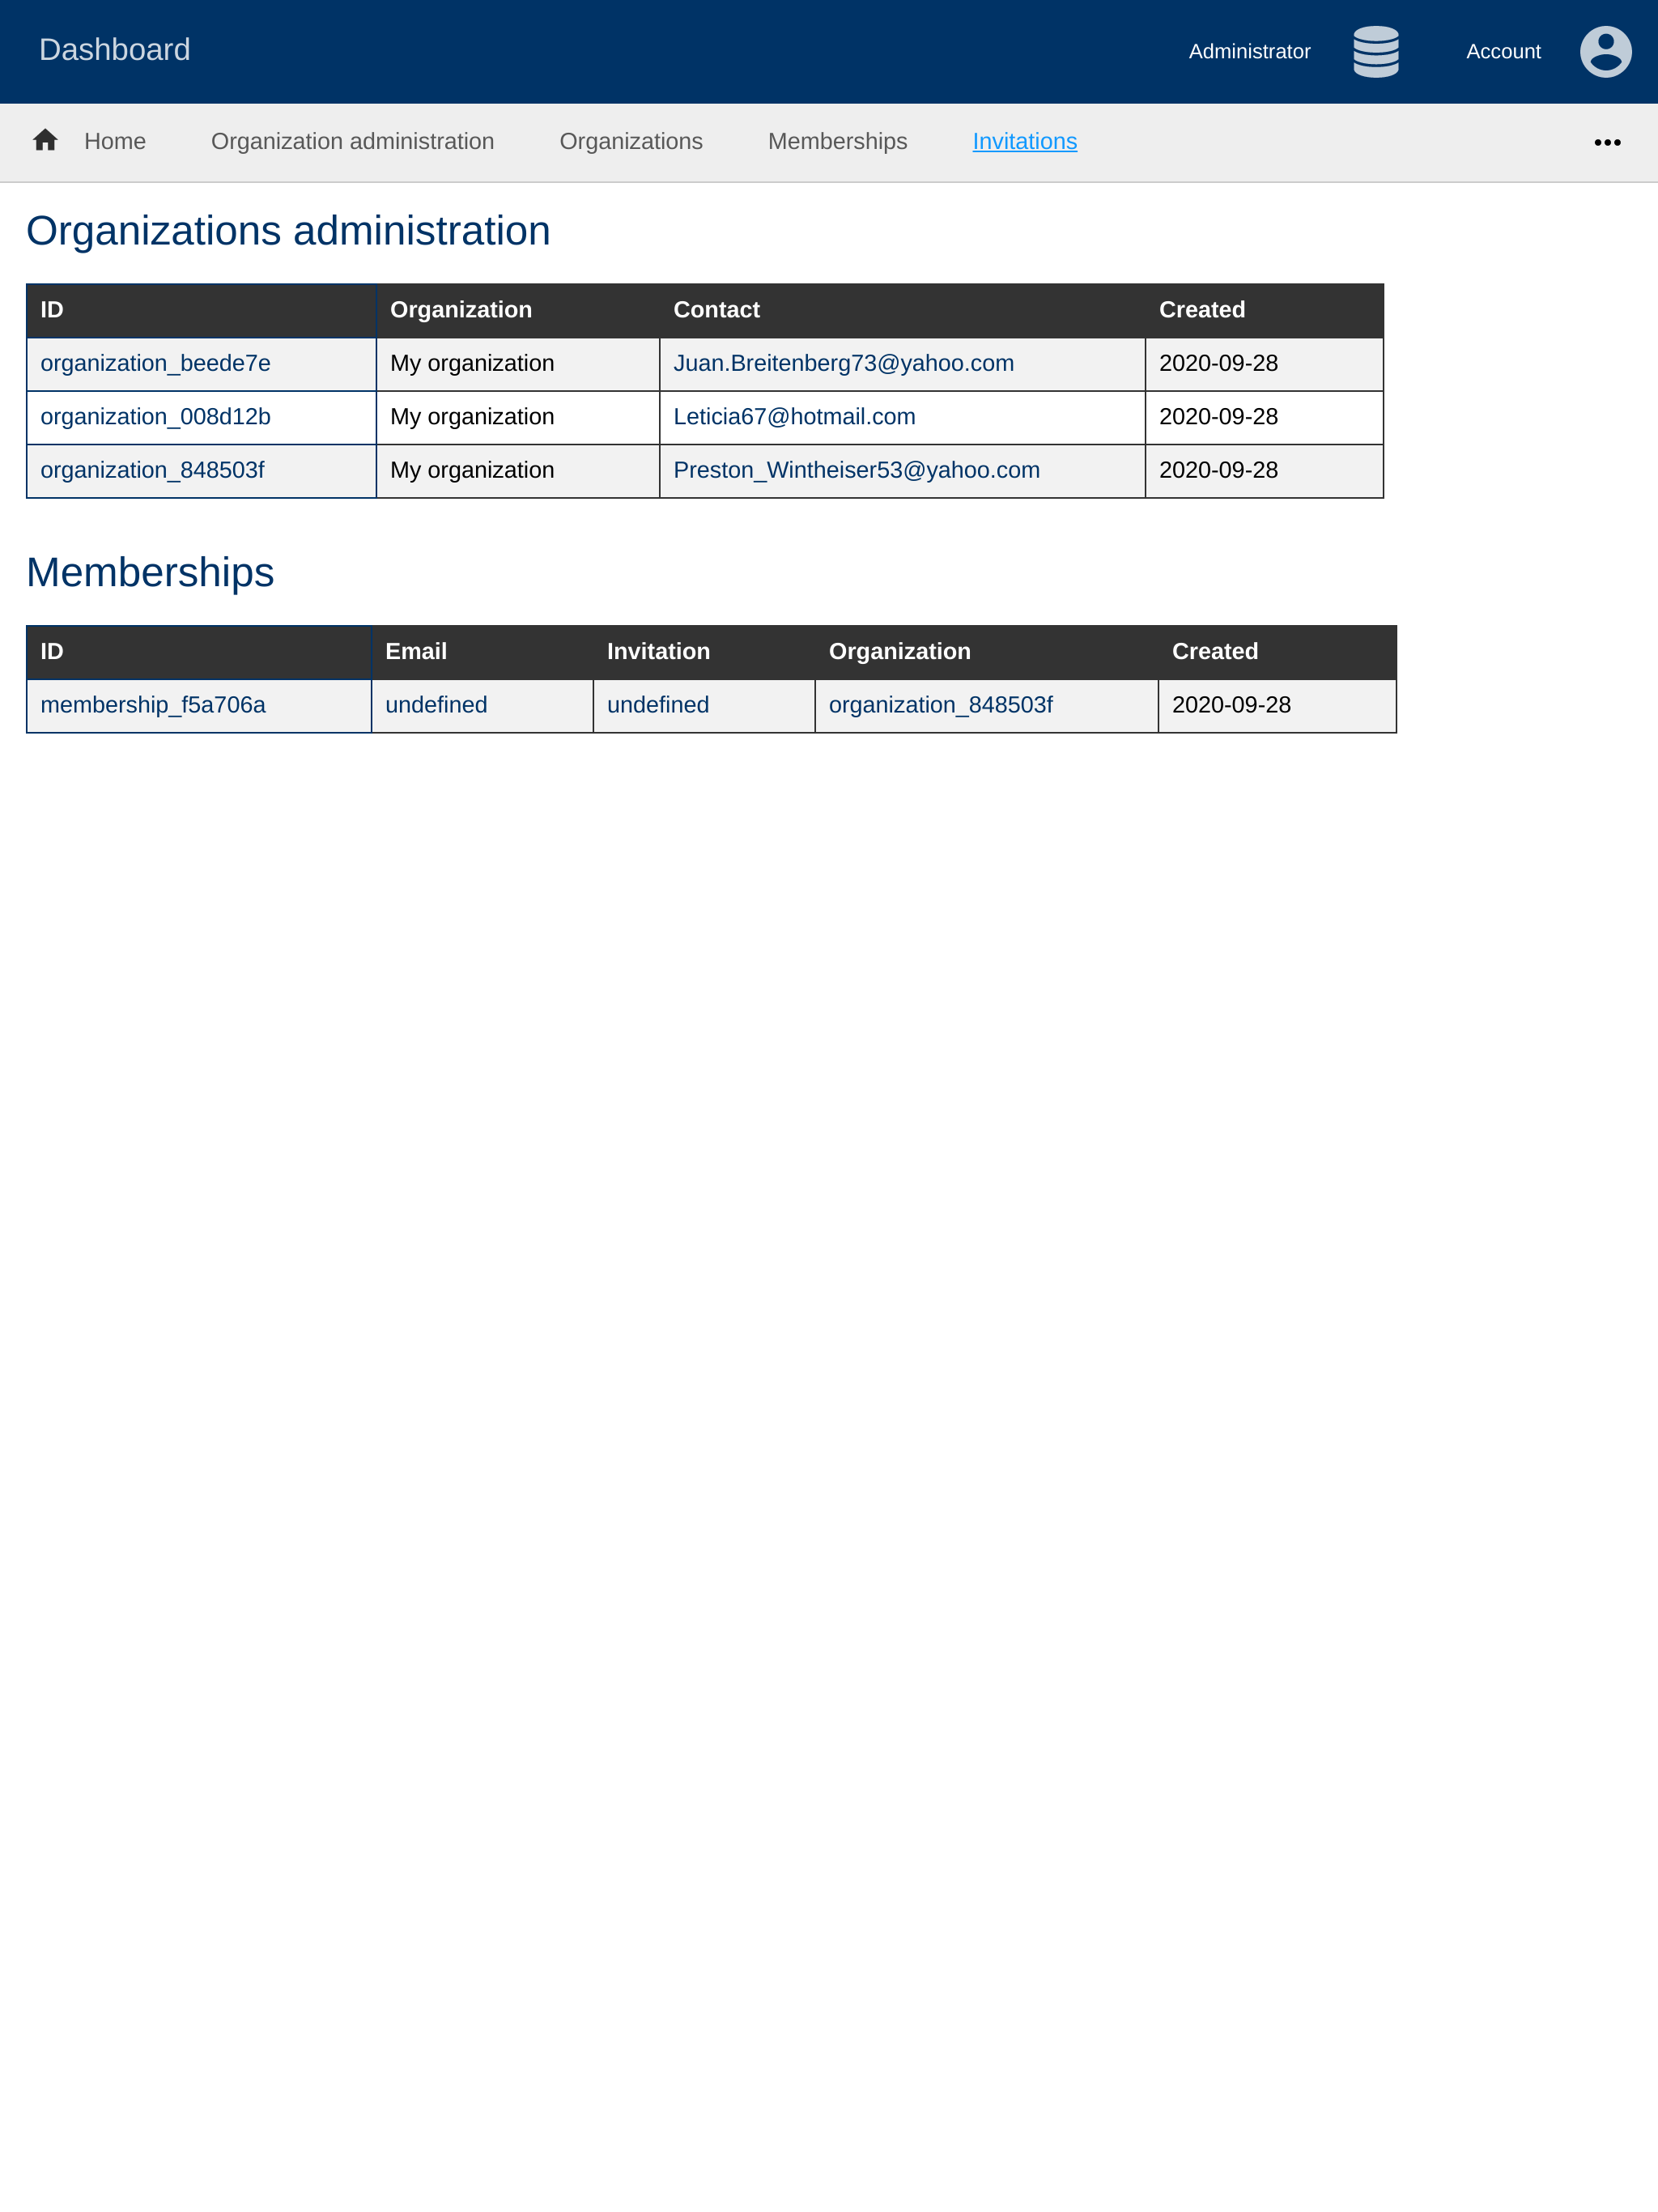 Dashboard Administrator Account
Home Organization administration Organizations Memberships Invitations
Organizations administration
ID Organization Contact Created
organization_beede7e My organization Juan.Breitenberg73@yahoo.com 2020-09-28
organization_008d12b My organization Leticia67@hotmail.com 2020-09-28
organization_848503f My organization Preston_Wintheiser53@yahoo.com 2020-09-28
Memberships
ID Email Invitation Organization Created
membership_f5a706a undefined undefined organization_848503f 2020-09-28